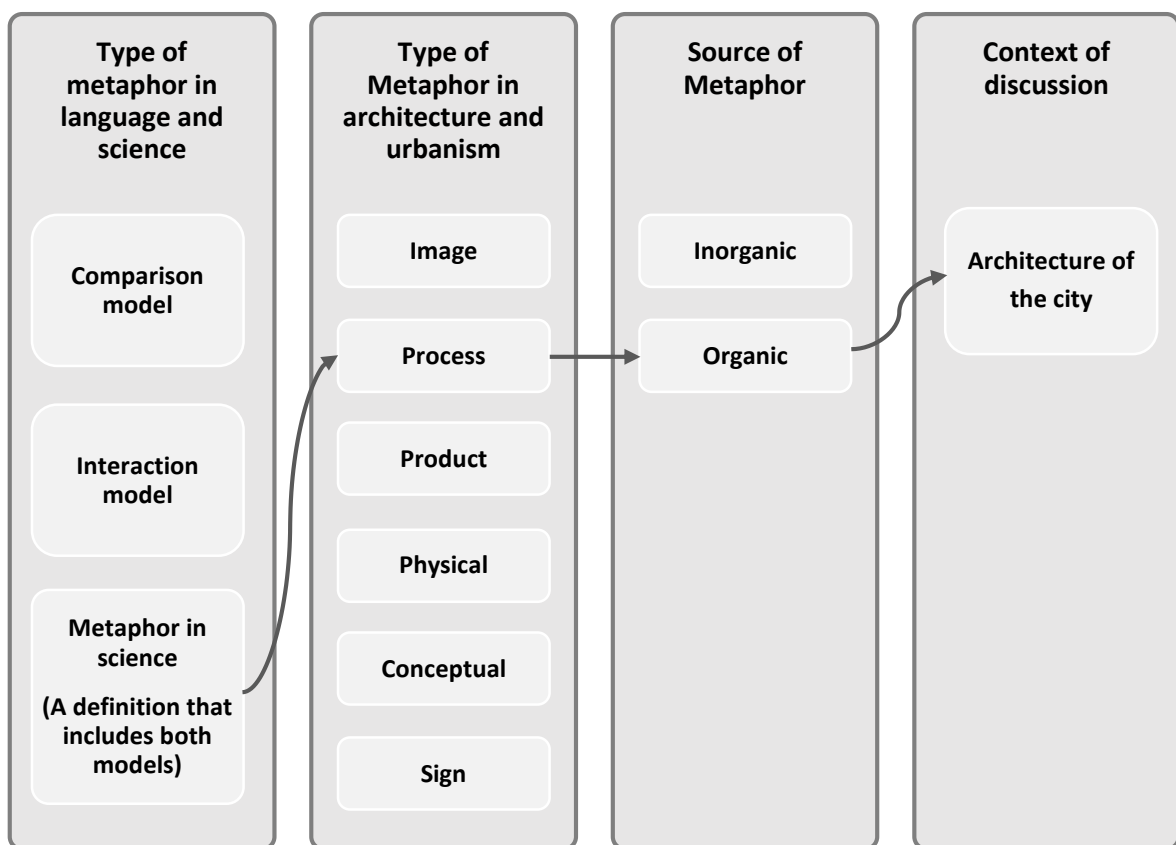 Type of
metaphor in
language and
science
Comparison
model
Interaction
model
Metaphor in
science
(A definition that
includes both
models)
Type of
Metaphor in
architecture and
urbanism
Image
Process
Product
Physical
Conceptual
Sign
Source of
Metaphor
Inorganic
Organic
Context of
discussion
Architecture of
the city